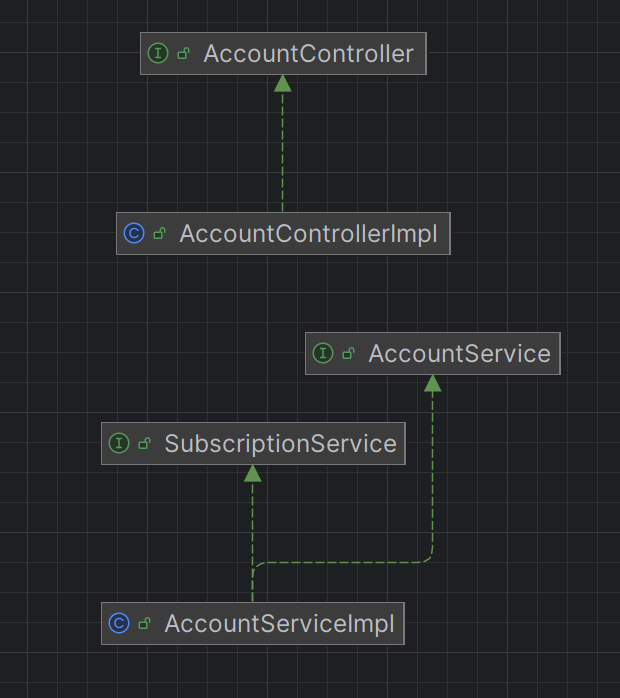 I AccountController
C AccountControllerImpl
I AccountService
I SubscriptionService
C AccountServiceImpl